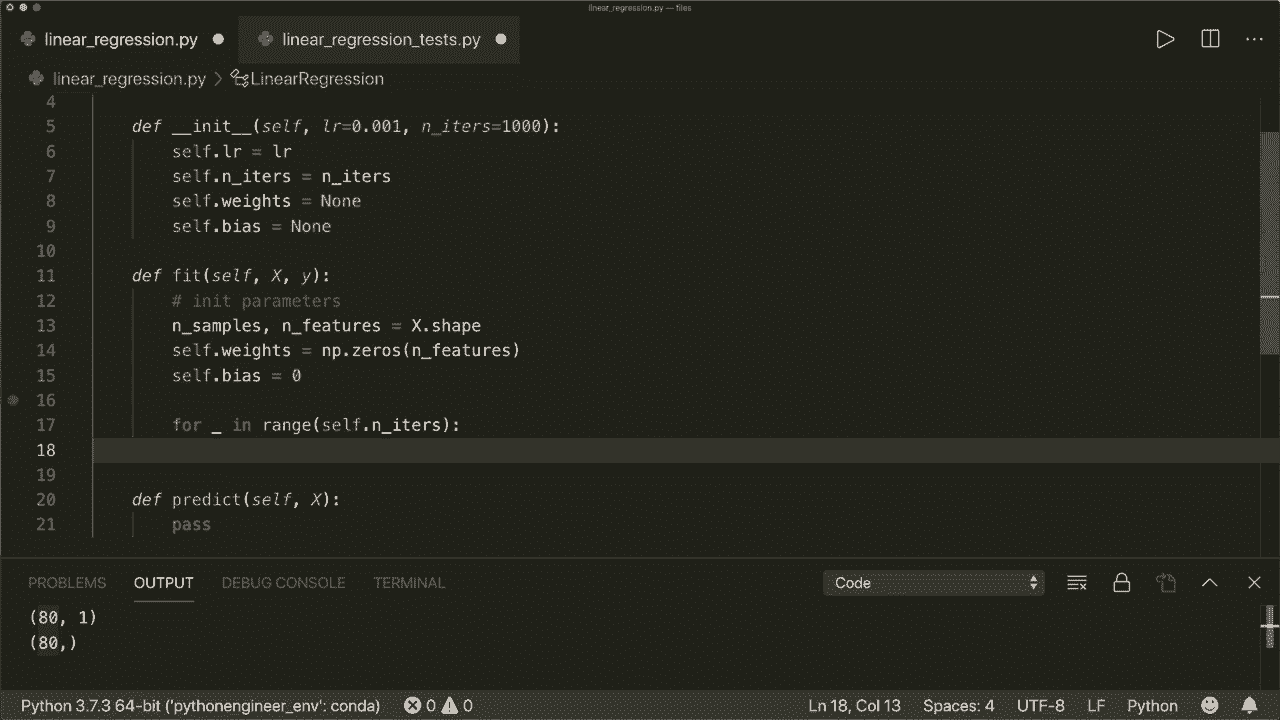 linear_regression.py — files
linear_regression.py linear_regression_tests.py
linear_regression.py LinearRegression
4
5 def __init__(self, lr=0.001, n_iters=1000):
6 self.lr = lr
7 self.n_iters = n_iters
8 self.weights = None
9 self.bias = None
10
11 def fit(self, X, y):
12 # init parameters
13 n_samples, n_features = X.shape
14 self.weights = np.zeros(n_features)
15 self.bias = 0
16
17 for _ in range(self.n_iters):
18
19
20 def predict(self, X):
21 pass
PROBLEMS OUTPUT DEBUG CONSOLE TERMINAL Code
(80, 1)
(80,)
Python 3.7.3 64-bit ('pythonengineer_env': conda) 0 0 Ln 18, Col 13 Spaces: 4 UTF-8 LF Python